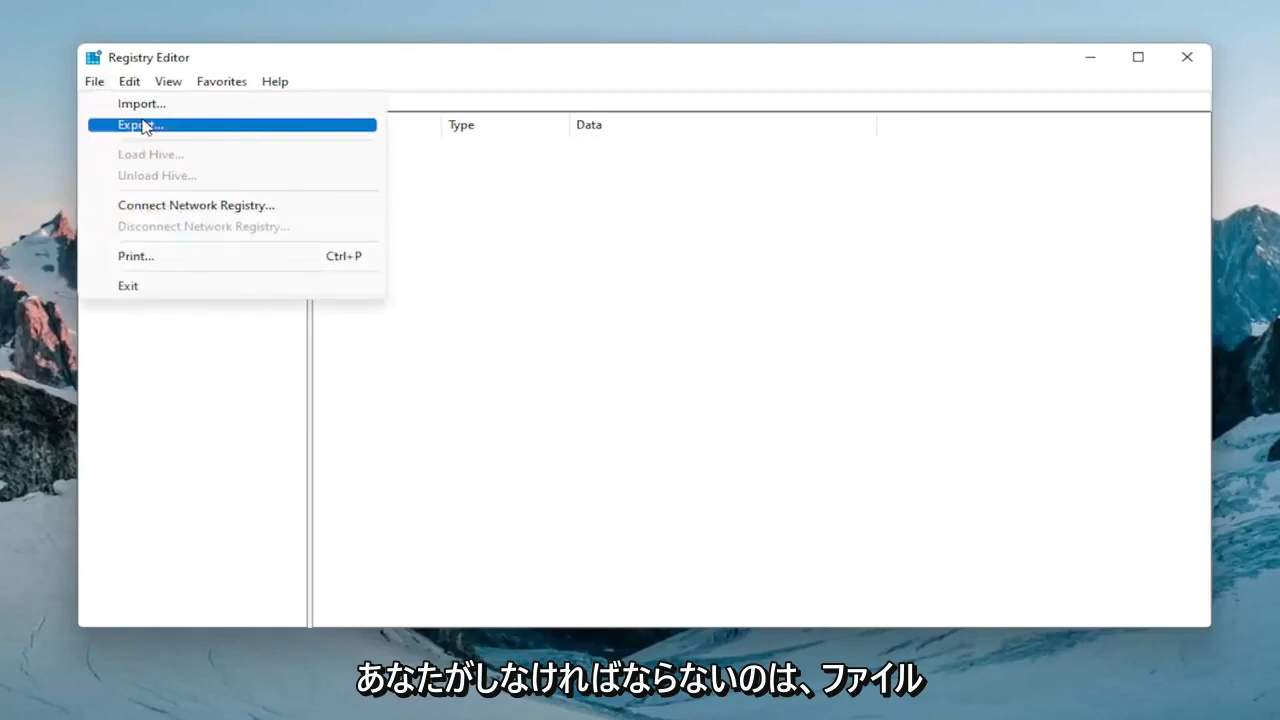 Registry Editor
File Edit View Favorites Help
Import...
Export...
Type Data
Load Hive...
Unload Hive...
Connect Network Registry...
Disconnect Network Registry...
Print... Ctrl+P
Exit
あなたがしなければならないのは、ファイル